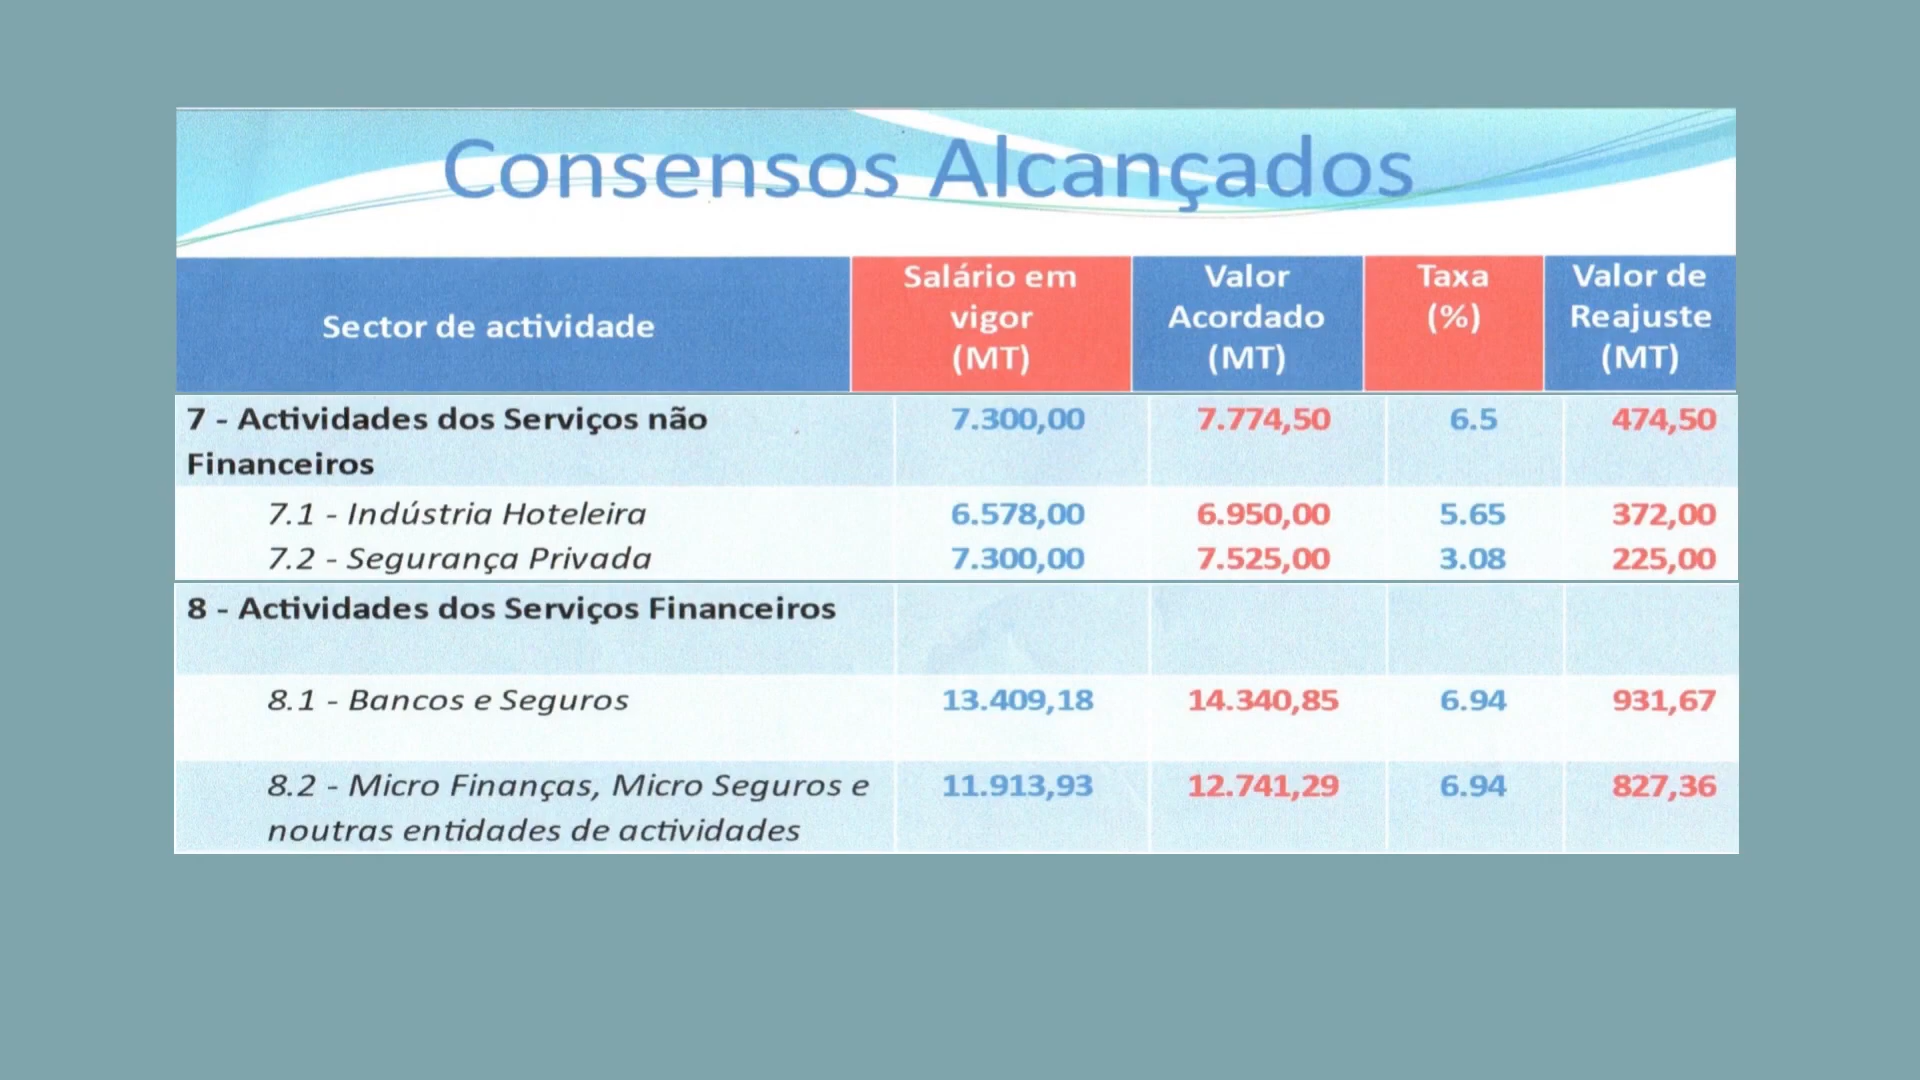 Consensos Alcançados
Sector de actividade
Salário em
vigor
(MT)
Valor
Acordado
(MT)
Taxa
(%)
Valor de
Reajuste
(MT)
7 - Actividades dos Serviços não
Financeiros
7.300,00 7.774,50 6.5 474,50
7.1 - Indústria Hoteleira 6.578,00 6.950,00 5.65 372,00
7.2 - Segurança Privada 7.300,00 7.525,00 3.08 225,00
8 - Actividades dos Serviços Financeiros
8.1 - Bancos e Seguros 13.409,18 14.340,85 6.94 931,67
8.2 - Micro Finanças, Micro Seguros e
noutras entidades de actividades
11.913,93 12.741,29 6.94 827,36